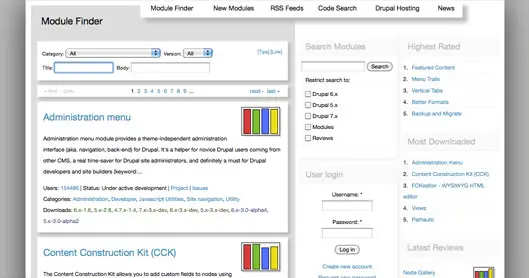 Module Finder
New Modules
RSS Feeds
Code Search
Drupal Hosting
News
Module Finder
Category: All
Version: All
[Tips] [Link]
Title:
Body:
« first ‹ prev 1 2 3 4 5 6 7 8 9 ... next › last »
Administration menu
Administration menu module provides a theme-independent administration
interface (aka. navigation, back-end) for Drupal. It's a helper for novice Drupal users coming from
other CMS, a real time-saver for Drupal site administrators, and definitely a must for Drupal
developers and site builders (keyword:...
Users: 154486 | Status: Under active development | Project | Issues
Categories: Administration, Developer, Javascript Utilities, Site navigation, Utility
Downloads: 6.x-1.6, 5.x-2.8, 4.7.x-1.4, 7.x-3.x-dev, 6.x-3.x-dev, 5.x-3.x-dev, 6.x-3.0-alpha4,
5.x-3.0-alpha2
Content Construction Kit (CCK)
The Content Construction Kit allows you to add custom fields to nodes using
Search Modules
Search
Restrict search to:
Drupal 6.x
Drupal 5.x
Drupal 7.x
Modules
Reviews
User login
Username: *
Password: *
Log in
Create new account
Request new password
Highest Rated
1. Featured Content
2. Menu Trails
3. Vertical Tabs
4. Better Formats
5. Backup and Migrate
Most Downloaded
1. Administration menu
2. Content Construction Kit (CCK)
3. FCKeditor - WYSIWYG HTML
editor
4. Views
5. Pathauto
Latest Reviews
Node Gallery